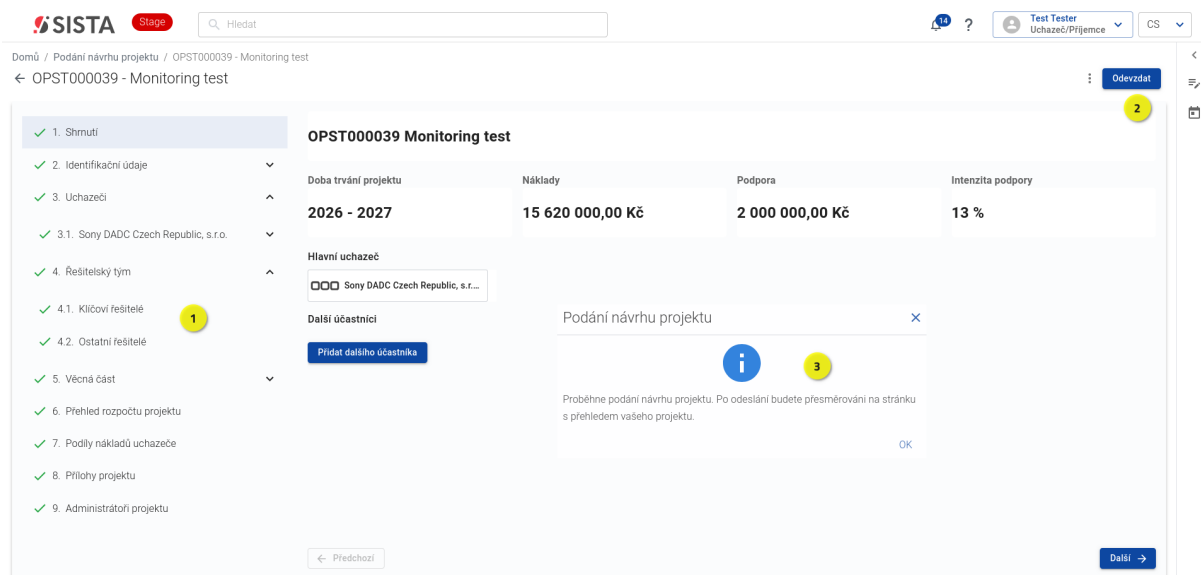 SISTA
Stage
Hledat
14
?
Test Tester
Uchazeč/Příjemce
CS
Domů / Podání návrhu projektu / OPST000039 - Monitoring test
OPST000039 - Monitoring test
Odevzdat
2
1. Shrnutí
2. Identifikační údaje
3. Uchazeči
3.1. Sony DADC Czech Republic, s.r.o.
4. Řešitelský tým
4.1. Klíčoví řešitelé
1
4.2. Ostatní řešitelé
5. Věcná část
6. Přehled rozpočtu projektu
7. Podíly nákladů uchazeče
8. Přílohy projektu
9. Administrátoři projektu
OPST000039 Monitoring test
Doba trvání projektu
2026 - 2027
Náklady
15 620 000,00 Kč
Podpora
2 000 000,00 Kč
Intenzita podpory
13 %
Hlavní uchazeč
Sony DADC Czech Republic, s.r....
Další účastníci
Přidat dalšího účastníka
Podání návrhu projektu
3
Proběhne podání návrhu projektu. Po odeslání budete přesměrováni na stránku
s přehledem vašeho projektu.
OK
Předchozí
Další